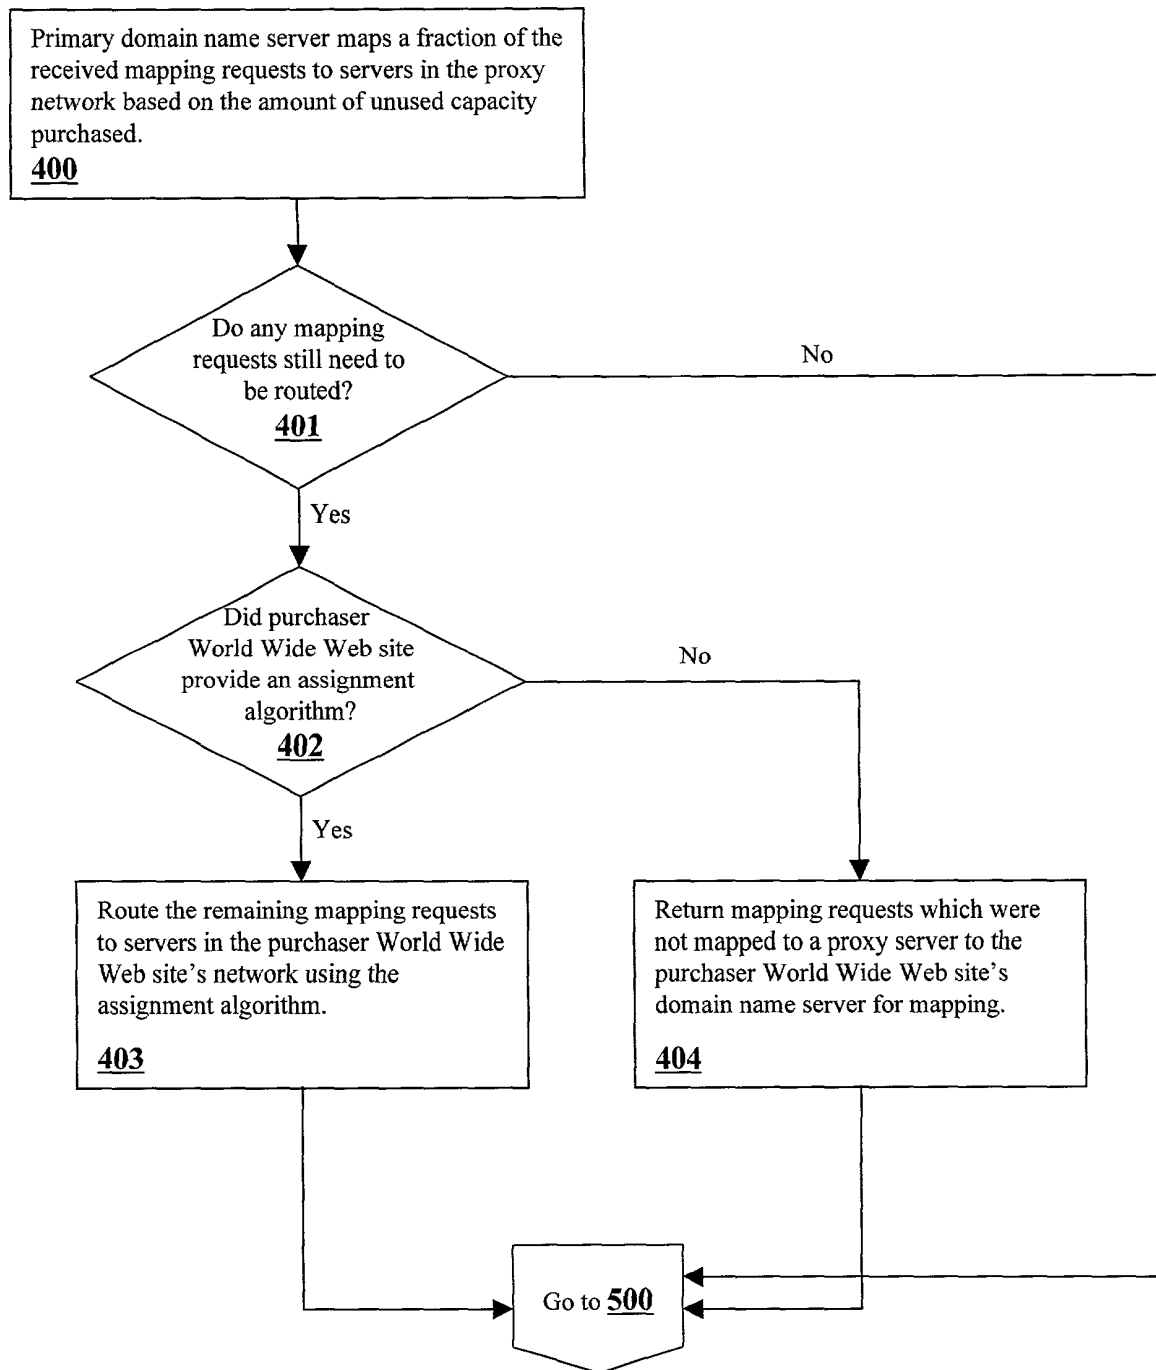 Primary domain name server maps a fraction of the
received mapping requests to servers in the proxy
network based on the amount of unused capacity
purchased.
400
Do any mapping
requests still need to
be routed?
401
No
Yes
Did purchaser
World Wide Web site
provide an assignment
algorithm?
402
No
Yes
Route the remaining mapping requests
to servers in the purchaser World Wide
Web site's network using the
assignment algorithm.
403
Return mapping requests which were
not mapped to a proxy server to the
purchaser World Wide Web site's
domain name server for mapping.
404
Go to 500